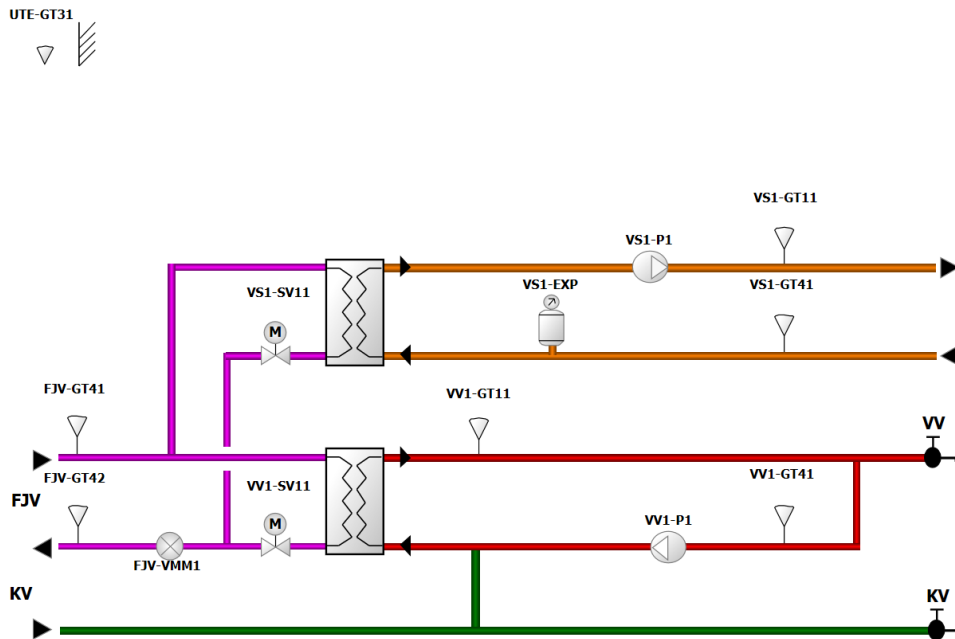 UTE-GT31
VS1-GT11
VS1-P1
VS1-SV11
VS1-EXP
VS1-GT41
M
FJV-GT41
VV1-GT11
VV
FJV-GT42
VV1-SV11
VV1-GT41
FJV
M
VV1-P1
FJV-VMM1
KV
KV